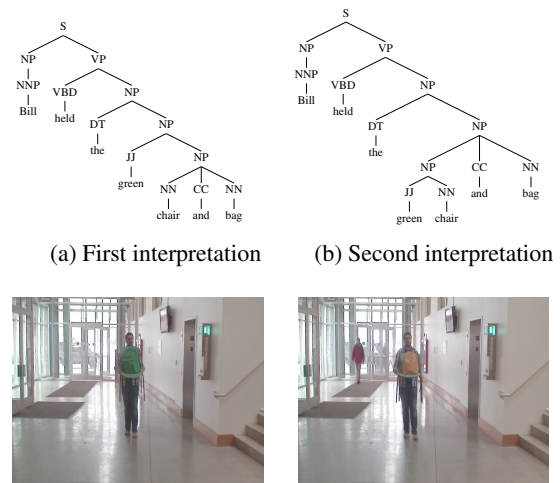 S
NP VP
NNP VBD NP
Bill held DT NP
the JJ NP
green NN CC NN
chair and bag
(a) First interpretation
S
NP VP
NNP VBD NP
Bill held DT NP
the NP CC NN
JJ NN and bag
green chair
(b) Second interpretation